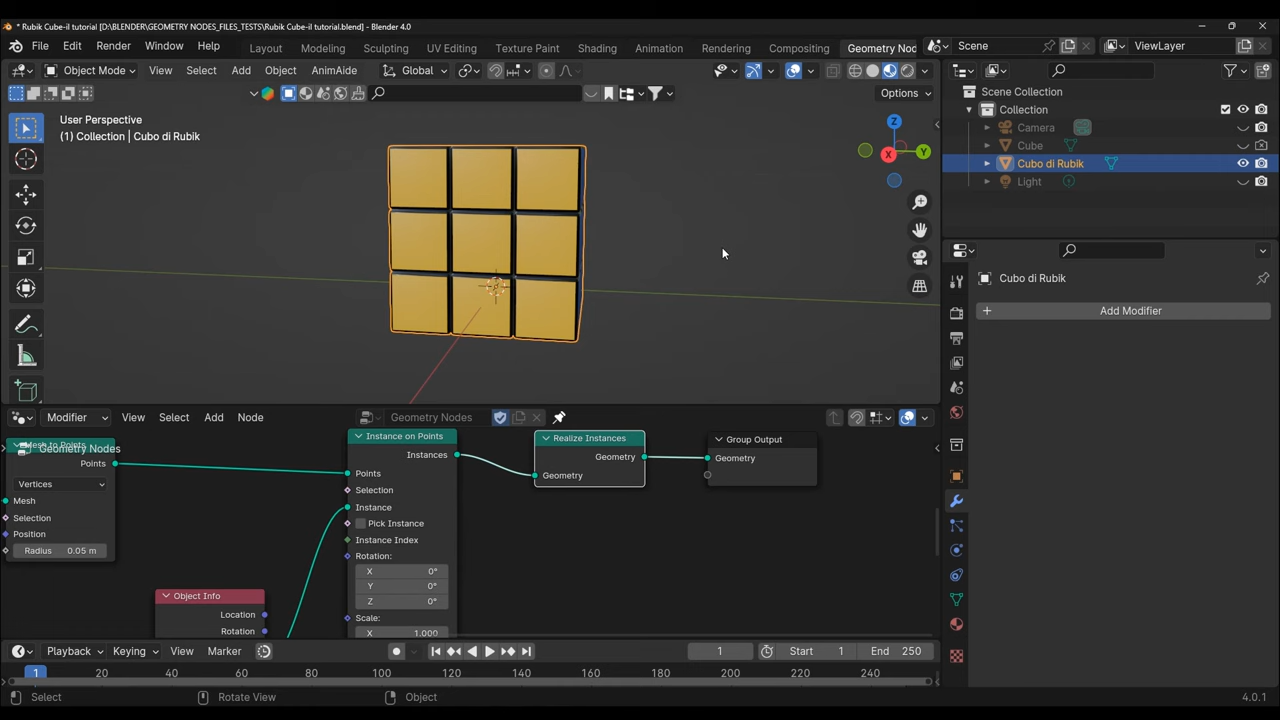 * Rubik Cube-il tutorial [D:\BLENDER\GEOMETRY NODES_FILES_TESTS\Rubik Cube-il tutorial.blend] - Blender 4.0
File Edit Render Window Help Layout Modeling Sculpting UV Editing Texture Paint Shading Animation Rendering Compositing Geometry Nod Scene ViewLayer
Object Mode View Select Add Object AnimAide Global
Options
User Perspective
(1) Collection | Cubo di Rubik
Z
Y
X
Scene Collection
Collection
Camera
Cube
Cubo di Rubik
Light
Cubo di Rubik
+ Add Modifier
Modifier View Select Add Node Geometry Nodes
Mesh to Points
Geometry Nodes
Points
Vertices
Mesh
Selection
Position
Radius 0.05 m
Object Info
Location
Rotation
Instance on Points
Instances
Points
Selection
Instance
Pick Instance
Instance Index
Rotation:
X 0°
Y 0°
Z 0°
Scale:
X 1.000
Realize Instances
Geometry
Geometry
Group Output
Geometry
Playback Keying View Marker 1 Start 1 End 250
1 20 40 60 80 100 120 140 160 180 200 220 240
Select Rotate View Object 4.0.1